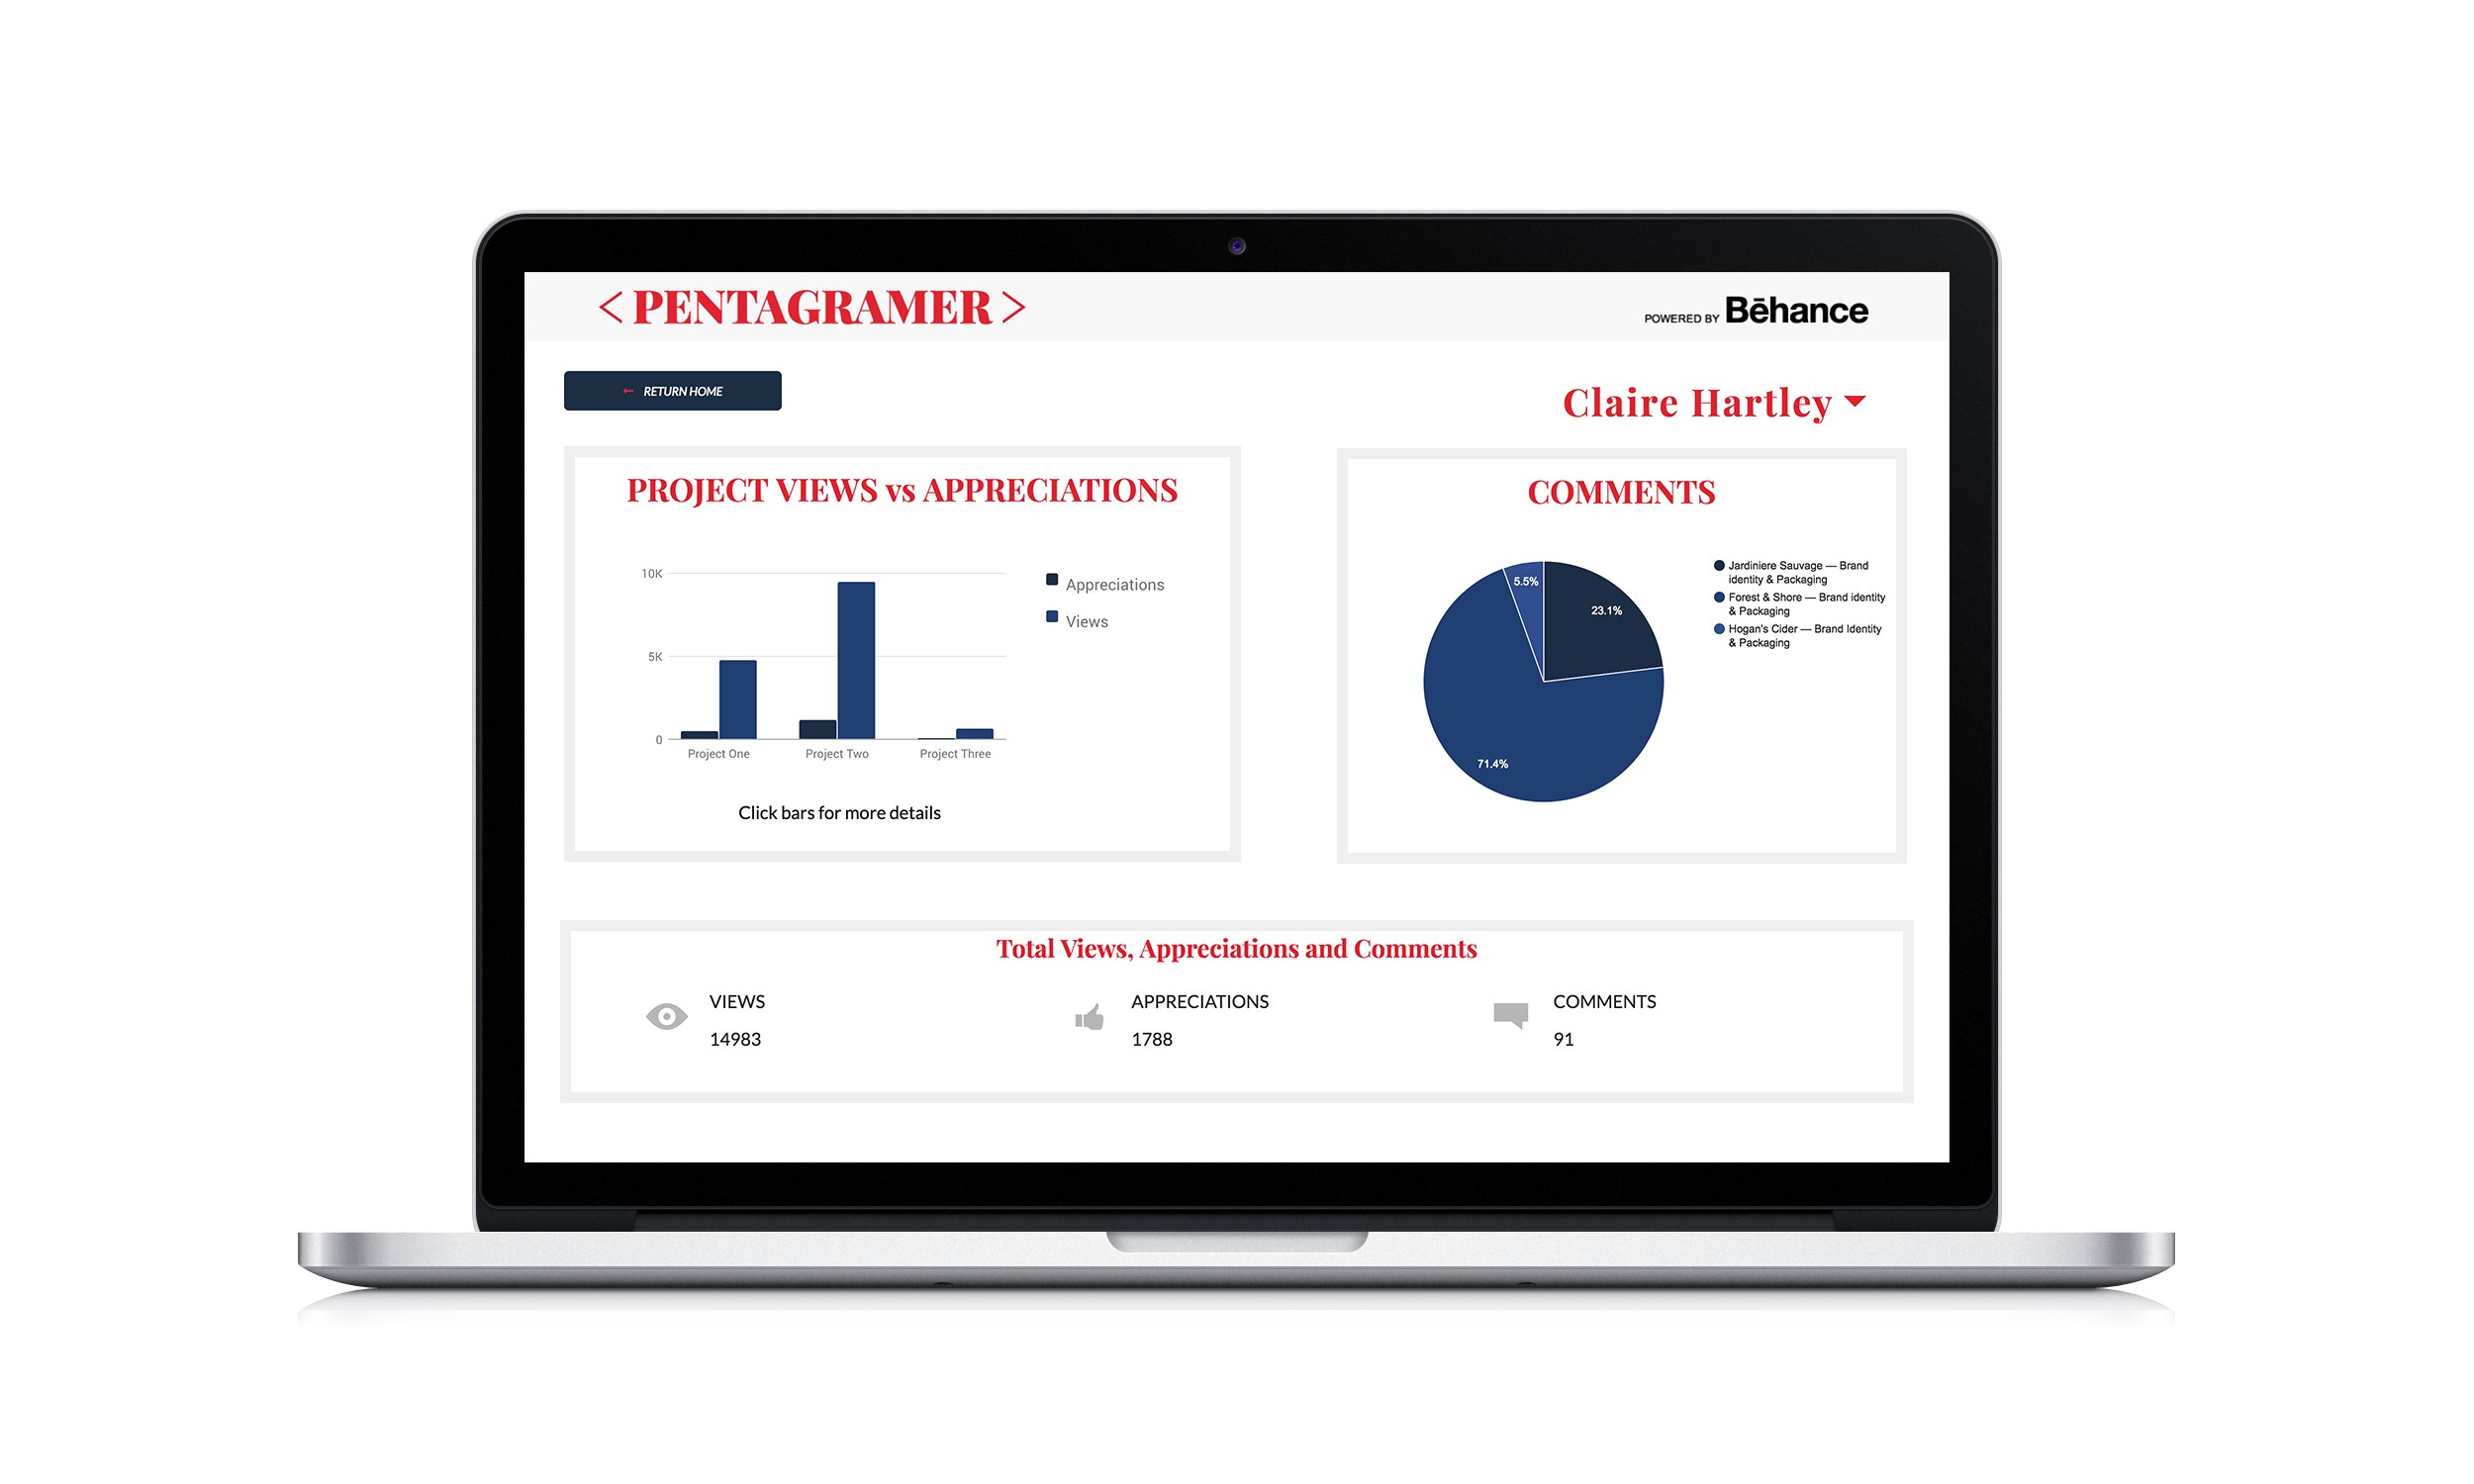 < PENTAGRAMER >
POWERED BY Bēhance
← RETURN HOME
Claire Hartley
PROJECT VIEWS vs APPRECIATIONS
10K
5K
0
Project One
Project Two
Project Three
Appreciations
Views
Click bars for more details
COMMENTS
5.5%
23.1%
71.4%
Jardiniere Sauvage — Brand
identity & Packaging
Forest & Shore — Brand identity
& Packaging
Hogan's Cider — Brand Identity
& Packaging
Total Views, Appreciations and Comments
VIEWS
14983
APPRECIATIONS
1788
COMMENTS
91